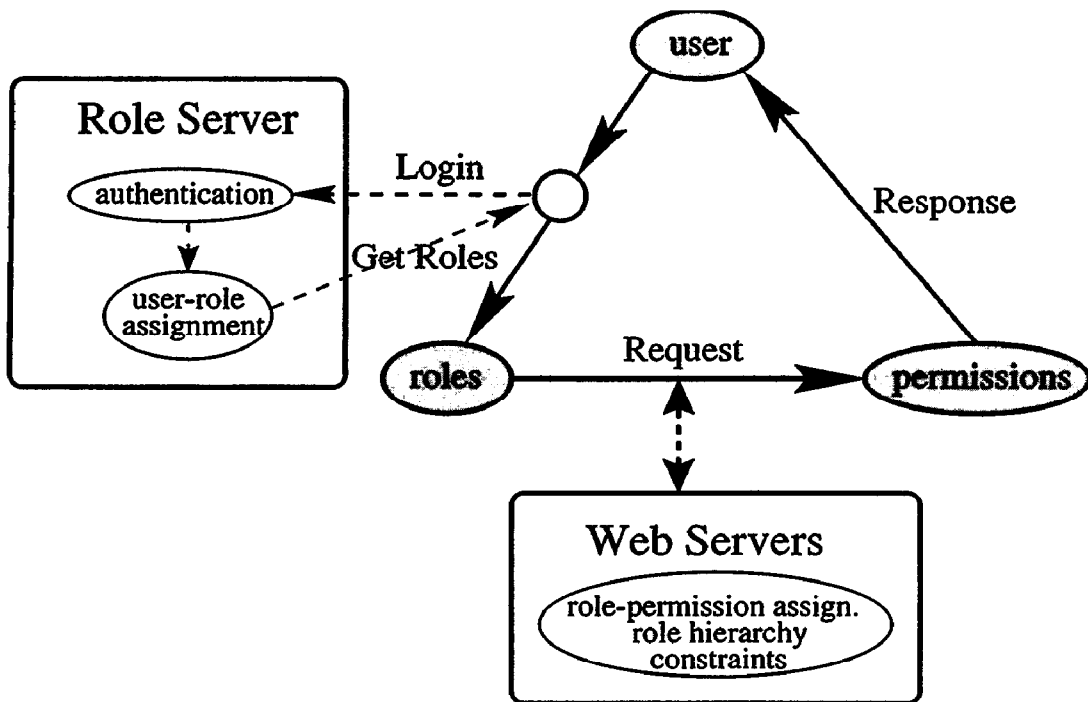 user
Role Server
Login
authentication
Response
Get Roles
user-role
assignment
Request
roles
permissions
Web Servers
role-permission assign.
role hierarchy
constraints